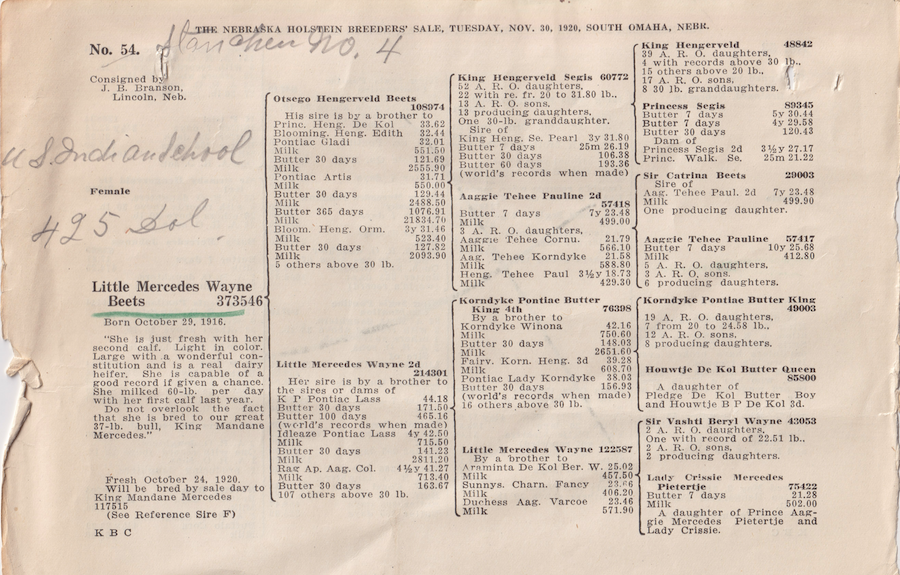 THE NEBRASKA HOLSTEIN BREEDERS' SALE, TUESDAY, NOV. 30, 1920, SOUTH OMAHA, NEBR.
No. 54.
No. 4
Consigned by
J. B. Branson,
Lincoln, Neb.
U.S. Indian School
Female
425 Dol.
Little Mercedes Wayne
Beets 373546
Born October 29, 1916.
"She is just fresh with her
second calf. Light in color.
Large with a wonderful con-
stitution and is a real dairy
heifer. She is capable of a
good record if given a chance.
She milked 60-lb. per day
with her first calf last year.
Do not overlook the fact
that she is bred to our great
37-lb. bull, King Mandane
Mercedes."
Fresh October 24, 1920.
Will be bred by sale day to
King Mandane Mercedes
117515
(See Reference Sire F)
K B C
Otsego Hengerveld Beets
108974
His sire is by a brother to
Princ. Heng. De Kol 33.62
Blooming. Heng. Edith 32.44
Pontiac Gladi 32.01
Milk 551.50
Butter 30 days 121.69
Milk 2555.90
Pontiac Artis 31.71
Milk 550.00
Butter 30 days 129.44
Milk 2488.50
Butter 365 days 1076.91
Milk 21834.70
Bloom. Heng. Orm. 3y 31.46
Milk 523.40
Butter 30 days 127.82
Milk 2093.90
5 others above 30 lb.
Little Mercedes Wayne 2d
214301
Her sire is by a brother to
the sires or dams of
K P Pontiac Lass 44.18
Butter 30 days 171.50
Butter 100 days 465.16
(world's records when made)
Idleaze Pontiac Lass 4y 42.50
Milk 715.50
Butter 30 days 141.23
Milk 2811.20
Rag Ap. Aag. Col. 4½y 41.27
Milk 713.40
Butter 30 days 163.67
107 others above 30 lb.
King Hengerveld Segis 60772
52 A. R. O. daughters,
22 with re. fr. 20 to 31.80 lb.,
13 A. R. O. sons,
13 producing daughters,
One 30-lb. granddaughter.
Sire of
King Heng. Se. Pearl 3y 31.80
Butter 7 days 25m 26.19
Butter 30 days 106.38
Butter 60 days 193.36
(world's records when made)
Aaggie Tehee Pauline 2d
57418
Butter 7 days 7y 23.48
Milk 499.00
3 A. R. O. daughters,
Aaggie Tehee Cornu. 21.79
Milk 566.10
Aag. Tehee Korndyke 21.58
Milk 588.80
Heng. Tehee Paul 3½y 18.73
Milk 429.30
Korndyke Pontiac Butter
King 4th 76398
By a brother to
Korndyke Winona 42.16
Milk 750.60
Butter 30 days 148.03
Milk 2651.60
Fairv. Korn. Heng. 3d 39.28
Milk 608.70
Pontiac Lady Korndyke 38.03
Butter 30 days 156.93
(world's records when made)
16 others above 30 lb.
Little Mercedes Wayne 122587
By a brother to
Araminta De Kol Ber. W. 25.02
Milk 457.50
Sunnys. Charn. Fancy 23.66
Milk 406.20
Duchess Aag. Varcoe 23.46
Milk 571.90
King Hengerveld 48842
39 A. R. O. daughters,
4 with records above 30 lb.,
15 others above 20 lb.,
17 A. R. O. sons,
8 30 lb. granddaughters.
Princess Segis 89345
Butter 7 days 5y 30.44
Butter 7 days 4y 29.58
Butter 30 days 120.43
Dam of
Princess Segis 2d 3½y 27.17
Princ. Walk. Se. 25m 21.22
Sir Catrina Beets 29003
Sire of
Aag. Tehee Paul. 2d 7y 23.48
Milk 499.90
One producing daughter.
Aaggie Tehee Pauline 57417
Butter 7 days 10y 25.68
Milk 412.80
5 A. R. O. daughters,
3 A. R. O. sons,
6 producing daughters.
Korndyke Pontiac Butter King
49003
19 A. R. O. daughters,
7 from 20 to 24.58 lb.,
12 A. R. O. sons,
8 producing daughters.
Houwtje De Kol Butter Queen
85800
A daughter of
Pledge De Kol Butter Boy
and Houwtje B P De Kol 3d.
Sir Vashti Beryl Wayne 43053
2 A. R. O. daughters,
One with record of 22.51 lb.,
2 A. R. O. sons,
2 producing daughters.
Lady Crissie Mercedes
Pietertje 75422
Butter 7 days 21.28
Milk 502.00
A daughter of Prince Aag-
gie Mercedes Pietertje and
Lady Crissie.